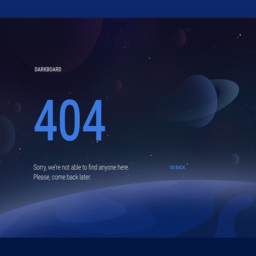 DARKBOARD
404
Sorry, we're not able to find anyone here.
GO BACK
Please, come back later.